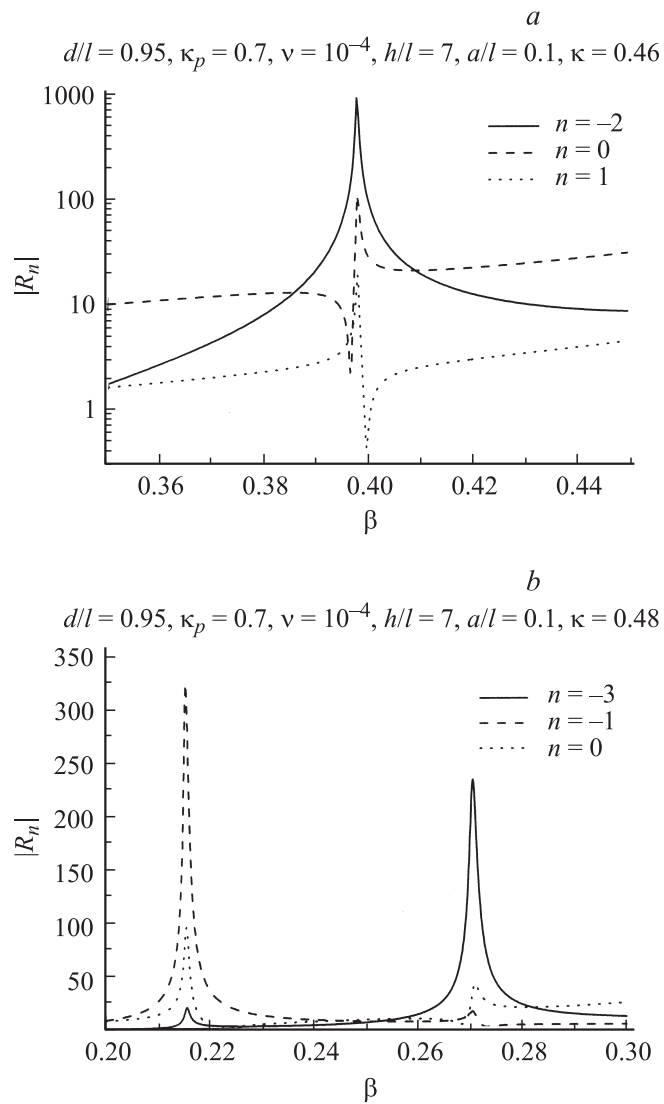 a
d/l = 0.95, κₚ = 0.7, ν = 10⁻⁴, h/l = 7, a/l = 0.1, κ = 0.46
1000
100
10
1
|Rₙ|
n = –2
n = 0
n = 1
0.36 0.38 0.40 0.42 0.44
β
b
d/l = 0.95, κₚ = 0.7, ν = 10⁻⁴, h/l = 7, a/l = 0.1, κ = 0.48
350
300
250
200
150
100
50
|Rₙ|
n = –3
n = –1
n = 0
0.20 0.22 0.24 0.26 0.28 0.30
β